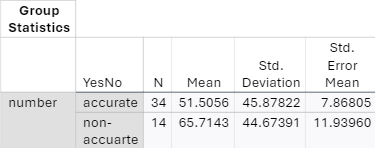 Group
Statistics
YesNo N Mean Std. Deviation Std. Error Mean
number accurate 34 51.5056 45.87822 7.86805
non-accuarte 14 65.7143 44.67391 11.93960